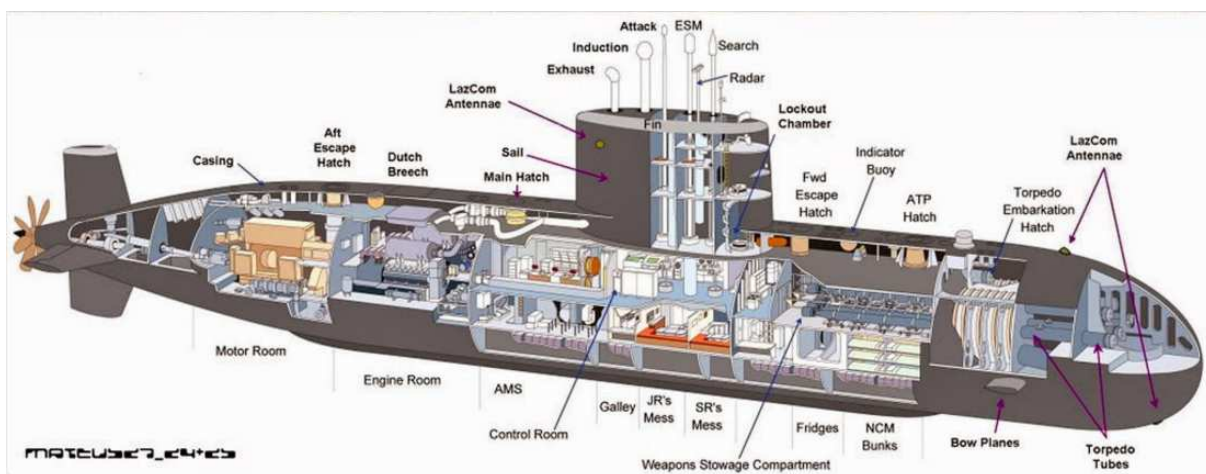 Attack
ESM
Induction
Search
Exhaust
Radar
LazCom
Antennae
Lockout
Chamber
LazCom
Antennae
Fin
Aft
Escape
Hatch
Indicator
Buoy
Casing
Dutch
Breech
Sail
Main Hatch
Fwd
Escape
Hatch
ATP
Hatch
Torpedo
Embarkation
Hatch
Motor Room
Engine Room
AMS
Galley
JR's
Mess
SR's
Mess
Control Room
Fridges
NCM
Bunks
Weapons Stowage Compartment
Bow Planes
Torpedo
Tubes
MATEUS27_24+25